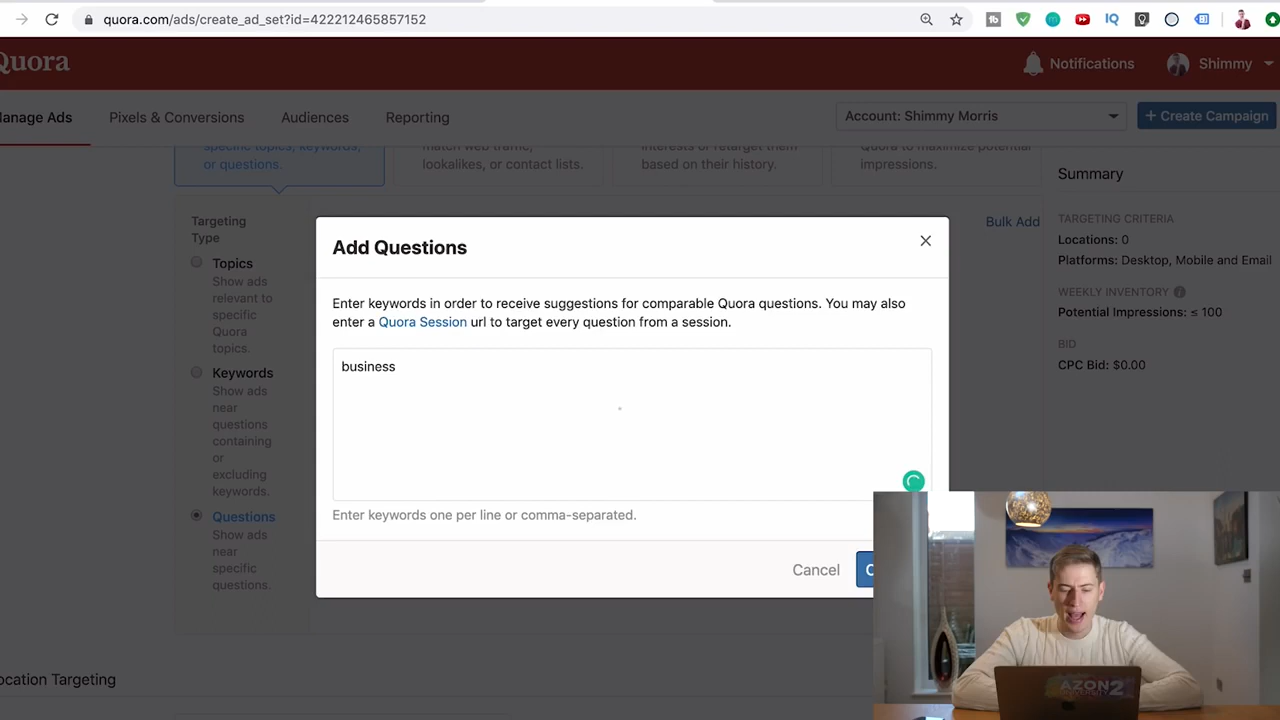 quora.com/ads/create_ad_set?id=422212465857152
Quora
Notifications
Shimmy
Manage Ads
Pixels & Conversions
Audiences
Reporting
Account: Shimmy Morris
+ Create Campaign
specific topics, keywords,
or questions.
match web traffic,
lookalikes, or contact lists.
interests or retarget them
based on their history.
Quora to maximize potential
impressions.
Summary
Targeting
Type
Bulk Add
Topics
Show ads
relevant to
specific
Quora
topics.
Keywords
Show ads
near
questions
containing
or
excluding
keywords.
Questions
Show ads
near
specific
questions.
Add Questions
Enter keywords in order to receive suggestions for comparable Quora questions. You may also
enter a Quora Session url to target every question from a session.
business
Enter keywords one per line or comma-separated.
Cancel
TARGETING CRITERIA
Locations: 0
Platforms: Desktop, Mobile and Email
WEEKLY INVENTORY
Potential Impressions: ≤ 100
BID
CPC Bid: $0.00
ocation Targeting
IQ
AZON2